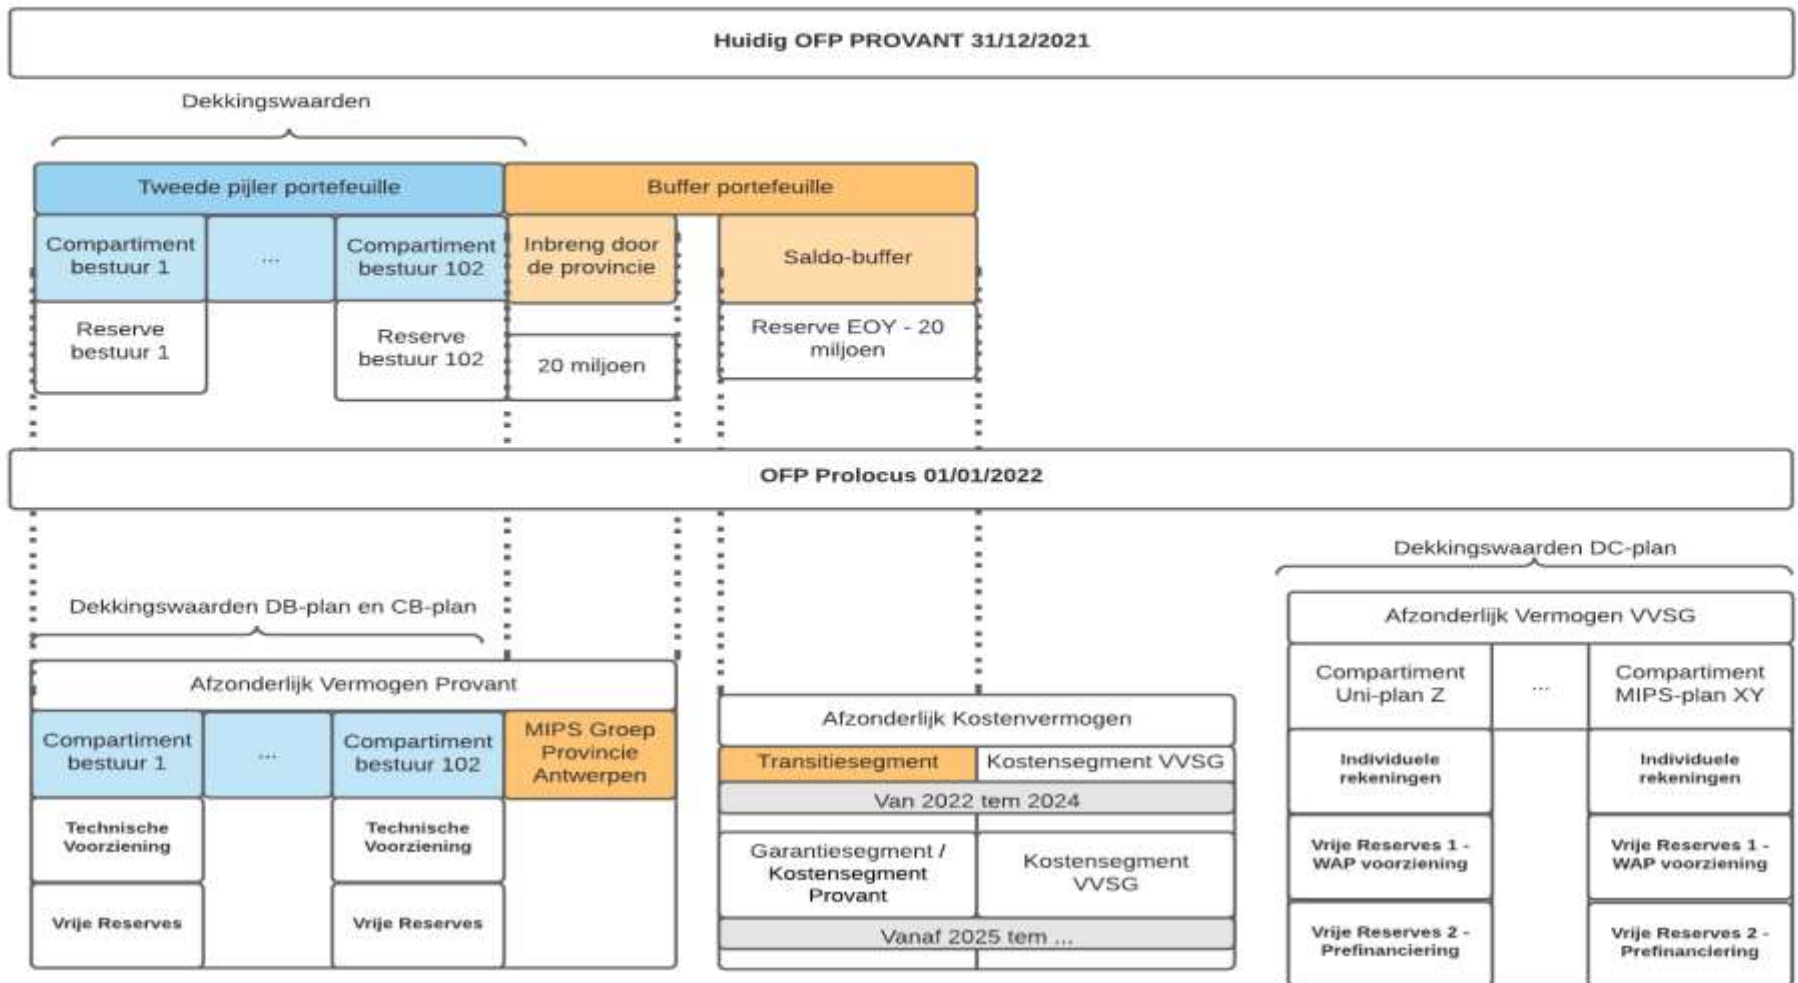 Huidig OFP PROVANT 31/12/2021
Dekkingswaarden
Tweede pijler portefeuille
Buffer portefeuille
Compartiment
bestuur 1
...
Compartiment
bestuur 102
Inbreng door
de provincie
Saldo-buffer
Reserve
bestuur 1
Reserve
bestuur 102
20 miljoen
Reserve EOY - 20
miljoen
OFP Prolocus 01/01/2022
Dekkingswaarden DB-plan en CB-plan
Afzonderlijk Vermogen Provant
Compartiment
bestuur 1
...
Compartiment
bestuur 102
MIPS Groep
Provincie
Antwerpen
Technische
Voorziening
Technische
Voorziening
Vrije Reserves
Vrije Reserves
Afzonderlijk Kostenvermogen
Transitiesegment
Kostensegment VVSG
Van 2022 tem 2024
Garantiesegment /
Kostensegment
Provant
Kostensegment
VVSG
Vanaf 2025 tem ...
Dekkingswaarden DC-plan
Afzonderlijk Vermogen VVSG
Compartiment
Uni-plan Z
...
Compartiment
MIPS-plan XY
Individuele
rekeningen
Individuele
rekeningen
Vrije Reserves 1 -
WAP voorziening
Vrije Reserves 1 -
WAP voorziening
Vrije Reserves 2 -
Prefinanciering
Vrije Reserves 2 -
Prefinanciering